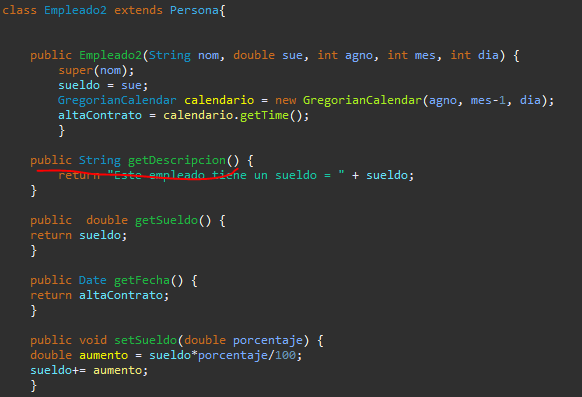 class Empleado2 extends Persona{
public Empleado2(String nom, double sue, int agno, int mes, int dia) {
super(nom);
sueldo = sue;
GregorianCalendar calendario = new GregorianCalendar(agno, mes-1, dia);
altaContrato = calendario.getTime();
}
public String getDescripcion() {
return "Este empleado tiene un sueldo = " + sueldo;
}
public  double getSueldo() {
return sueldo;
}
public Date getFecha() {
return altaContrato;
}
public void setSueldo(double porcentaje) {
double aumento = sueldo*porcentaje/100;
sueldo+= aumento;
}